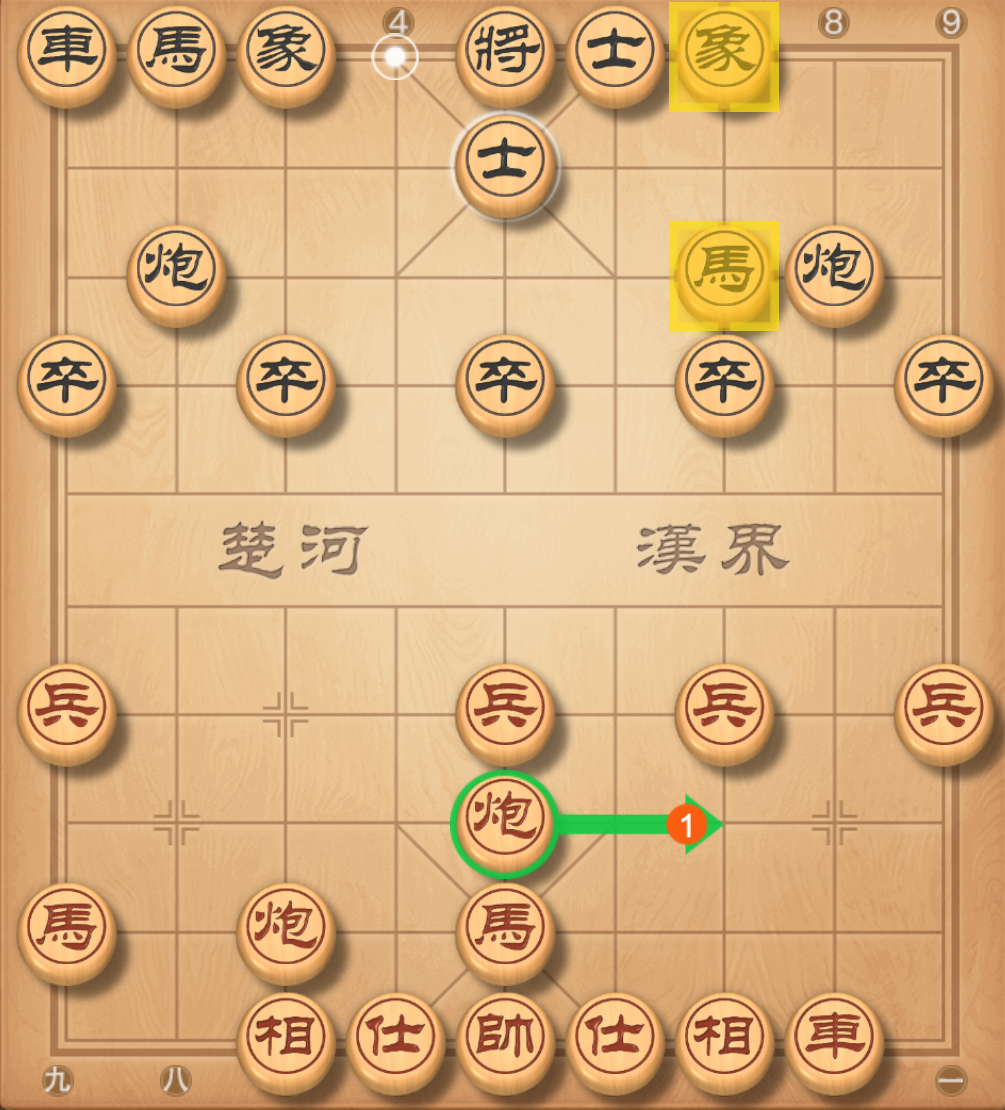 4 8 9
車 馬 象 將 士 象
士
炮 馬 炮
卒 卒 卒 卒 卒
楚河 漢界
兵 兵 兵 兵
炮 1
馬 炮 馬
相 仕 帥 仕 相 車
九 八 一